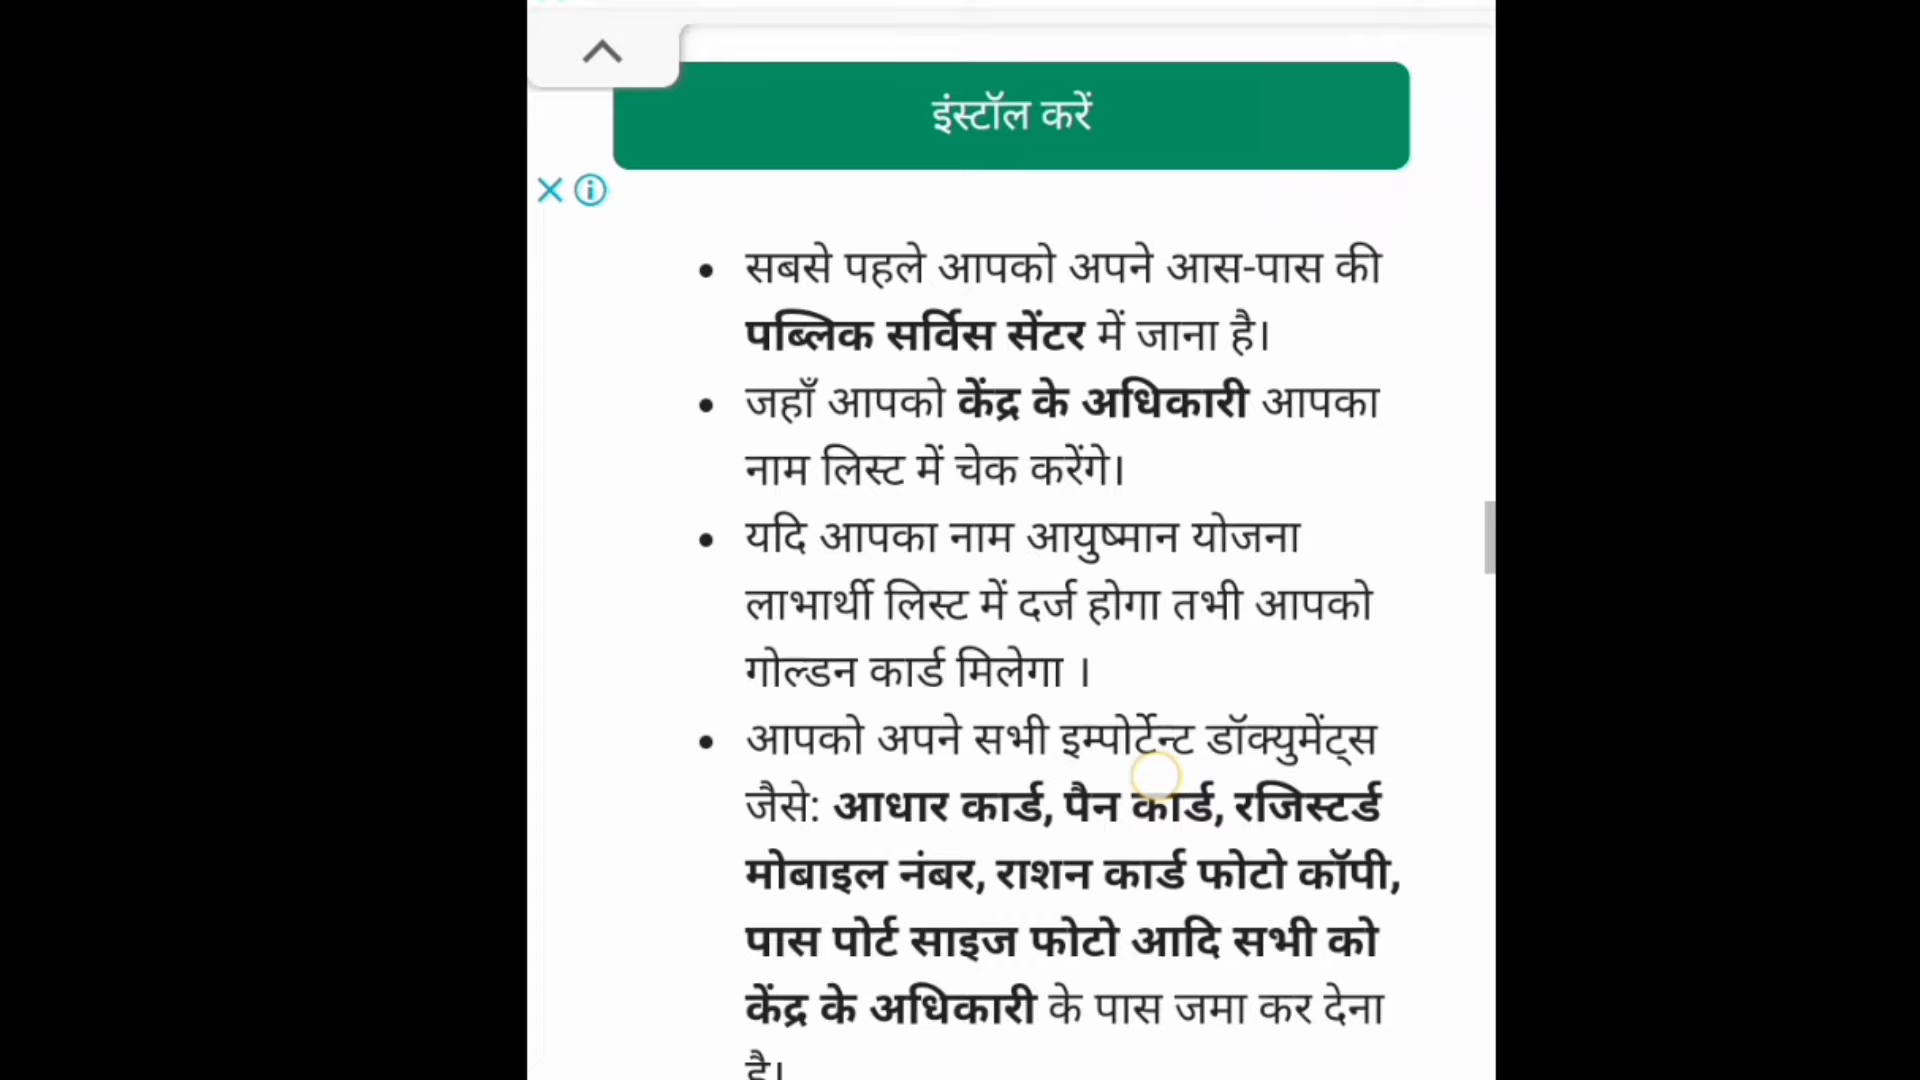 इंस्टॉल करें
सबसे पहले आपको अपने आस-पास की
पब्लिक सर्विस सेंटर में जाना है।
जहाँ आपको केंद्र के अधिकारी आपका
नाम लिस्ट में चेक करेंगे।
यदि आपका नाम आयुष्मान योजना
लाभार्थी लिस्ट में दर्ज होगा तभी आपको
गोल्डन कार्ड मिलेगा ।
आपको अपने सभी इम्पोर्टेन्ट डॉक्युमेंट्स
जैसे: आधार कार्ड, पैन कार्ड, रजिस्टर्ड
मोबाइल नंबर, राशन कार्ड फोटो कॉपी,
पास पोर्ट साइज फोटो आदि सभी को
केंद्र के अधिकारी के पास जमा कर देना
है।